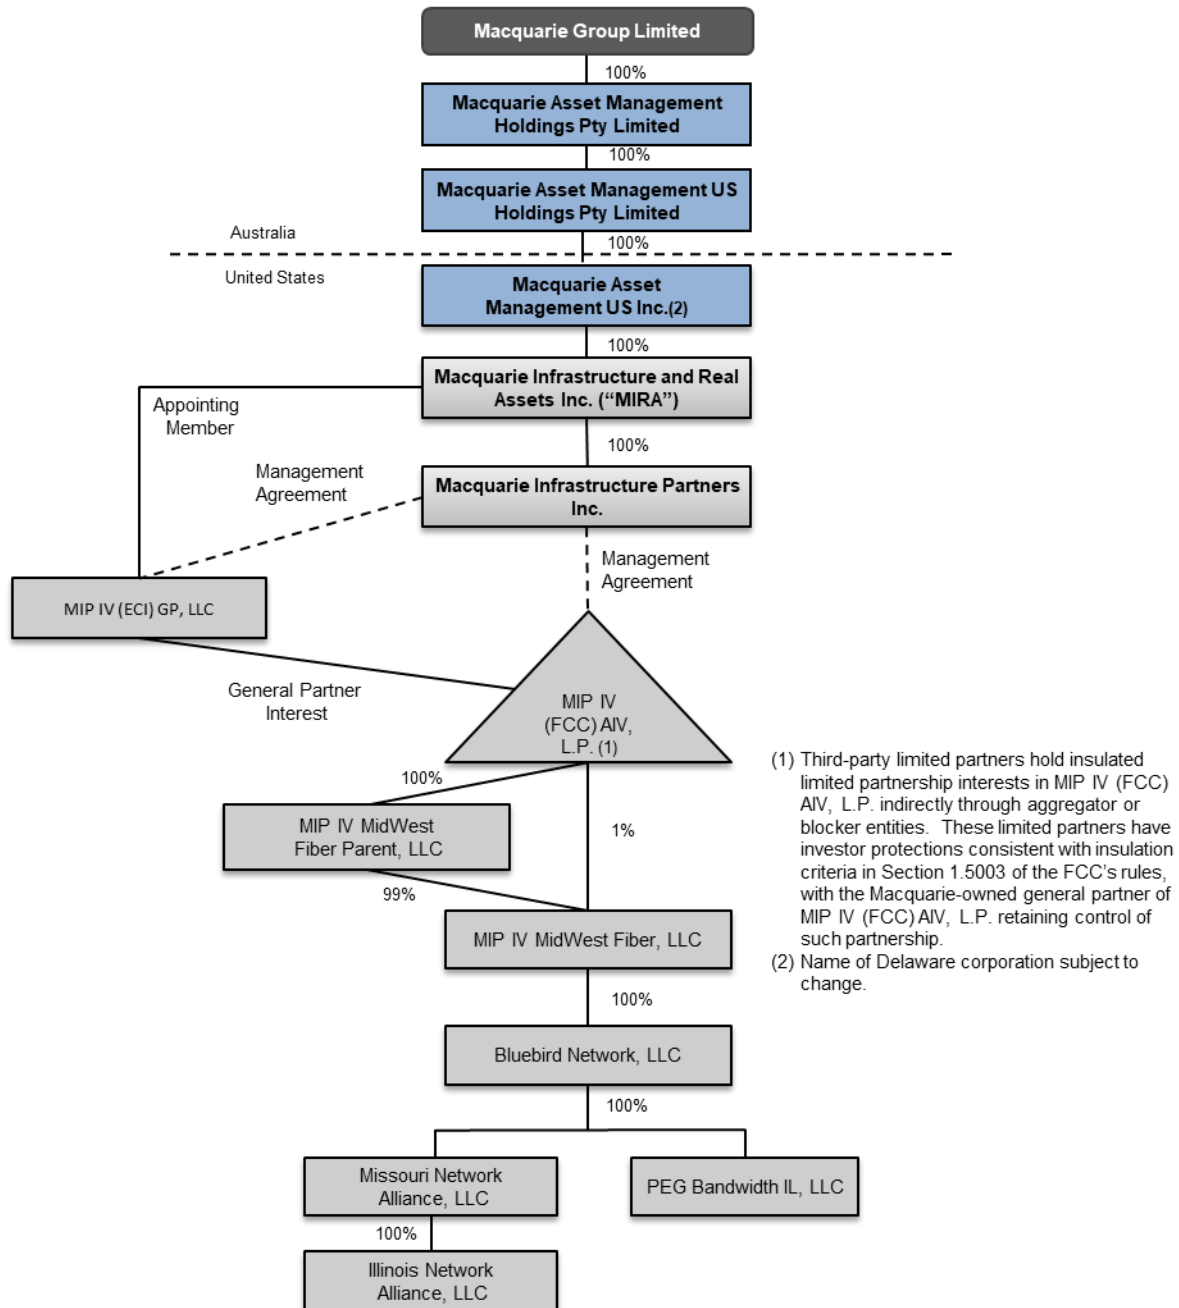 Macquarie Group Limited
100%
Macquarie Asset Management
Holdings Pty Limited
100%
Macquarie Asset Management US
Holdings Pty Limited
Australia
100%
United States
Macquarie Asset
Management US Inc.(2)
100%
Macquarie Infrastructure and Real
Assets Inc. (“MIRA”)
Appointing
Member
100%
Management
Agreement
Macquarie Infrastructure Partners
Inc.
Management
Agreement
MIP IV (ECI) GP, LLC
General Partner
Interest
MIP IV
(FCC) AIV,
L.P. (1)
100%
MIP IV MidWest
Fiber Parent, LLC
1%
99%
MIP IV MidWest Fiber, LLC
100%
Bluebird Network, LLC
100%
Missouri Network
Alliance, LLC
PEG Bandwidth IL, LLC
100%
Illinois Network
Alliance, LLC
(1) Third-party limited partners hold insulated
limited partnership interests in MIP IV (FCC)
AIV, L.P. indirectly through aggregator or
blocker entities. These limited partners have
investor protections consistent with insulation
criteria in Section 1.5003 of the FCC’s rules,
with the Macquarie-owned general partner of
MIP IV (FCC) AIV, L.P. retaining control of
such partnership.
(2) Name of Delaware corporation subject to
change.